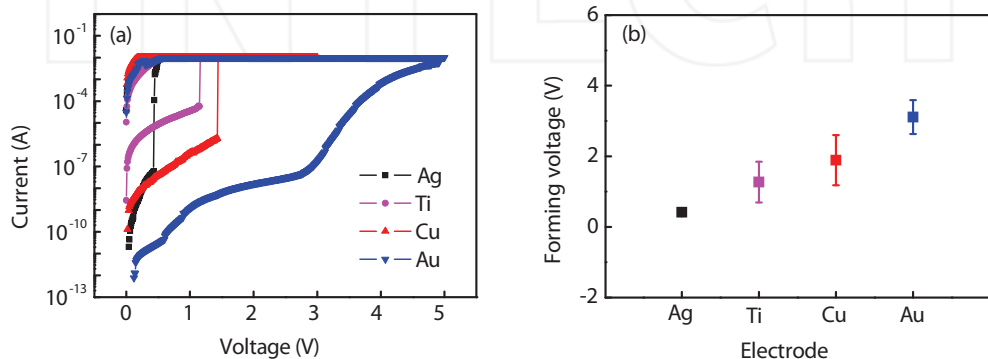 (a)
10⁻¹
10⁻⁴
10⁻⁷
10⁻¹⁰
10⁻¹³
Current (A)
Ag
Ti
Cu
Au
0 1 2 3 4 5
Voltage (V)
(b)
6
4
2
0
-2
Forming voltage (V)
Ag Ti Cu Au
Electrode